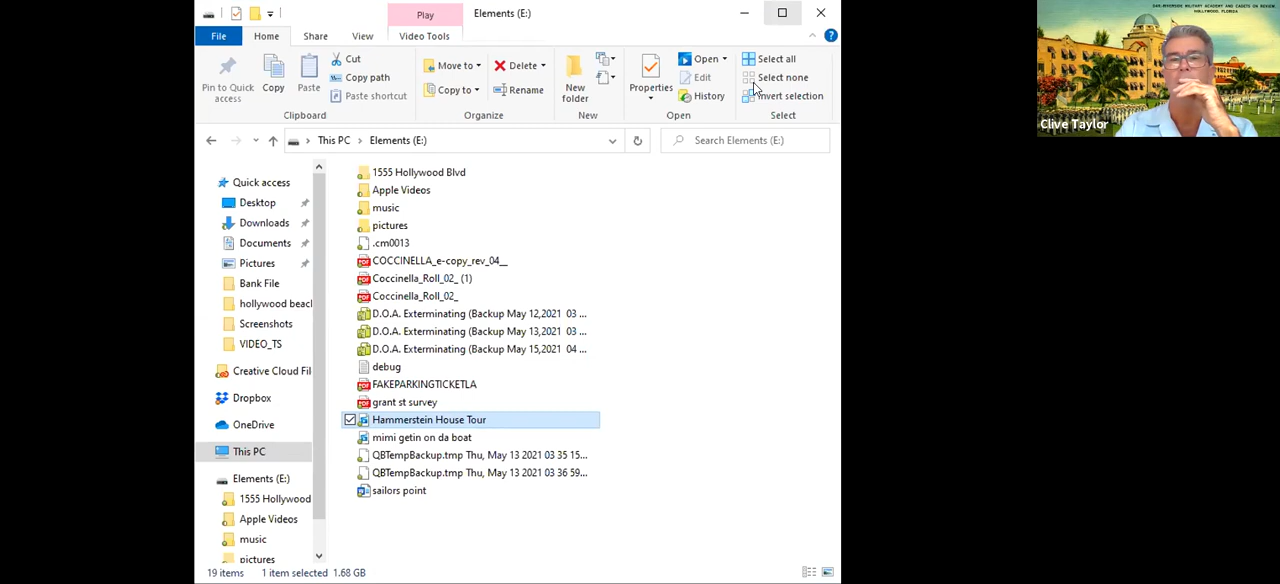 Play
Elements (E:)
File
Home
Share
View
Video Tools
Pin to Quick access
Copy
Paste
Cut
Copy path
Paste shortcut
Clipboard
Move to
Copy to
Delete
Rename
Organize
New folder
New
Properties
Open
Edit
History
Open
Select all
Select none
Invert selection
Select
This PC
Elements (E:)
Search Elements (E:)
Quick access
Desktop
Downloads
Documents
Pictures
Bank File
hollywood beac
Screenshots
VIDEO_TS
Creative Cloud Fil
Dropbox
OneDrive
This PC
Elements (E:)
1555 Hollywood
Apple Videos
music
pictures
1555 Hollywood Blvd
Apple Videos
music
pictures
.cm0013
COCCINELLA_e-copy_rev_04__
Coccinella_Roll_02_ (1)
Coccinella_Roll_02_
D.O.A. Exterminating (Backup May 12,2021 03 ...
D.O.A. Exterminating (Backup May 13,2021 03 ...
D.O.A. Exterminating (Backup May 15,2021 04 ...
debug
FAKEPARKINGTICKETLA
grant st survey
Hammerstein House Tour
mimi getin on da boat
QBTempBackup.tmp Thu, May 13 2021 03 35 15...
QBTempBackup.tmp Thu, May 13 2021 03 36 59...
sailors point
19 items
1 item selected 1.68 GB
HOLLYWOOD, FLORIDA
Clive Taylor